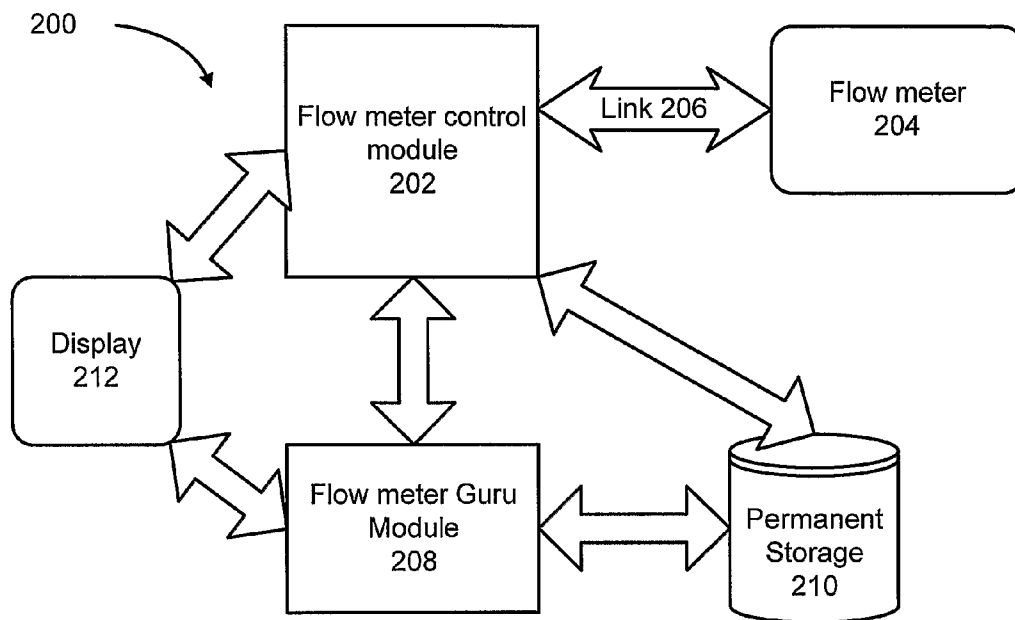 200
Flow meter control
module
202
Link 206
Flow meter
204
Display
212
Flow meter Guru
Module
208
Permanent
Storage
210